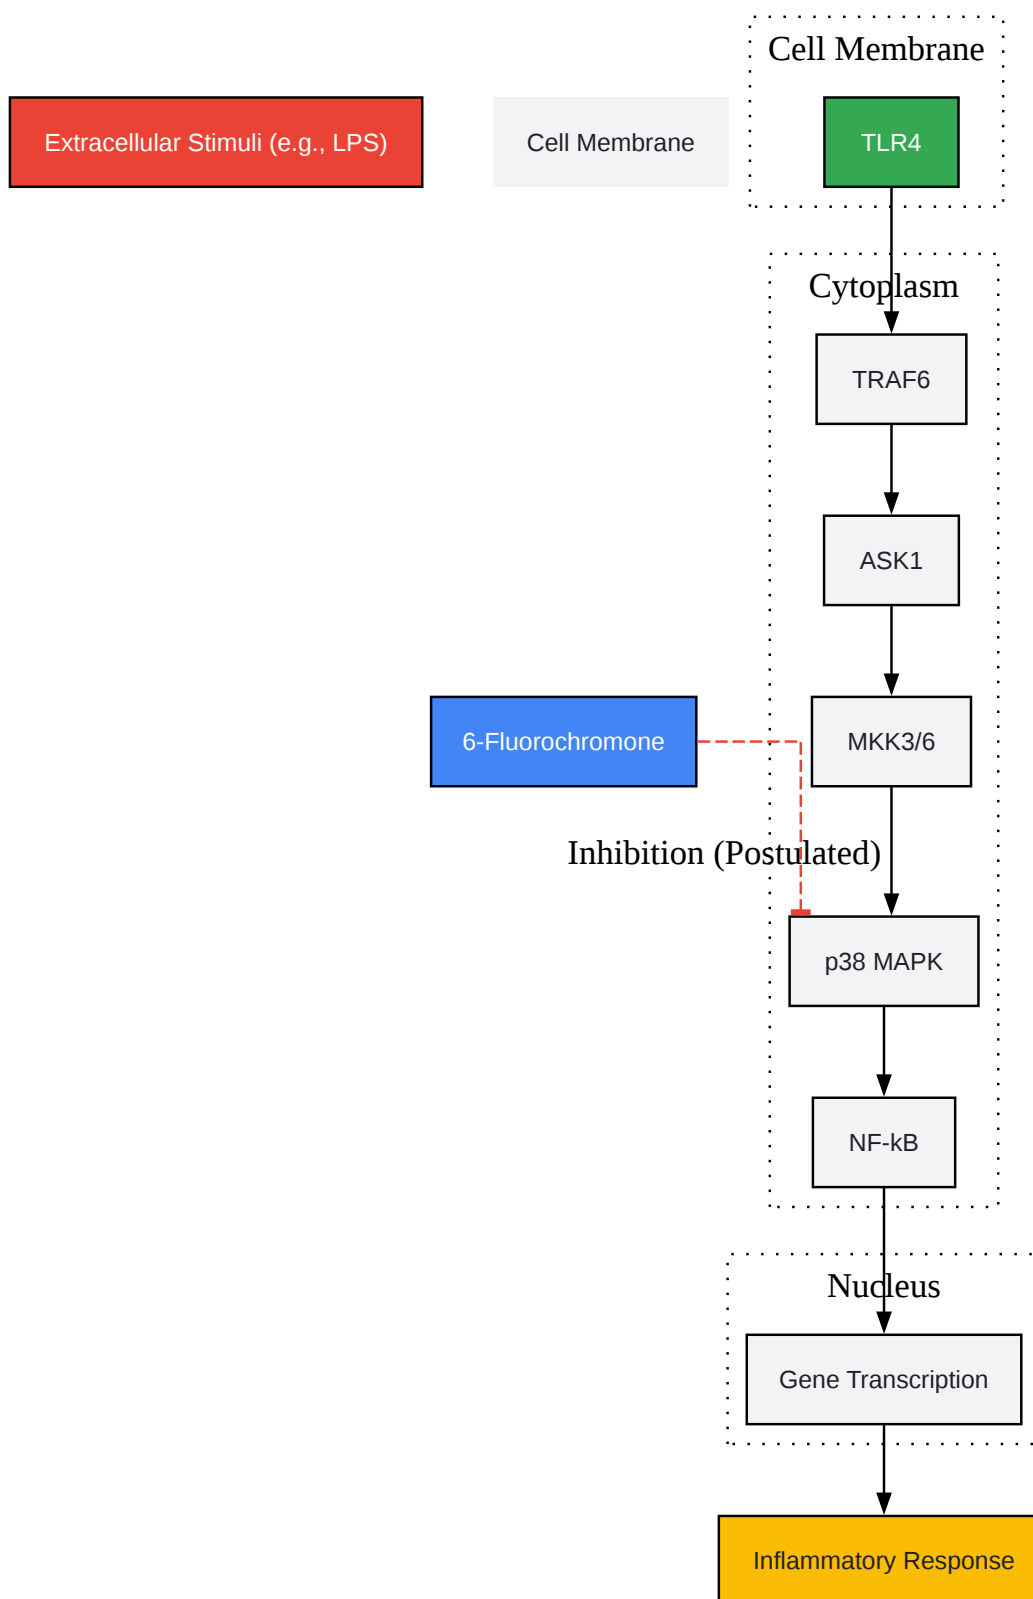 Cell Membrane
Extracellular Stimuli (e.g., LPS)
Cell Membrane
TLR4
Cytoplasm
TRAF6
ASK1
6-Fluorochromone
MKK3/6
Inhibition (Postulated)
p38 MAPK
NF-kB
Nucleus
Gene Transcription
Inflammatory Response